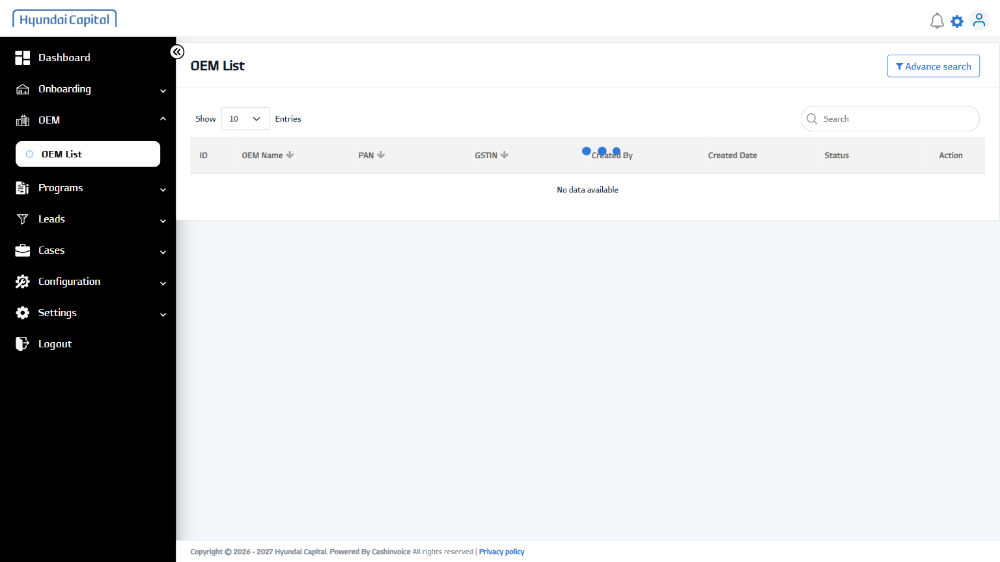 Hyundai Capital
Dashboard
Onboarding
OEM
OEM List
Programs
Leads
Cases
Configuration
Settings
Logout
OEM List
Advance search
Show 10 Entries
Search
ID OEM Name PAN GSTIN Created By Created Date Status Action
No data available
Copyright © 2026 - 2027 Hyundai Capital. Powered By Cashinvoice All rights reserved | Privacy policy